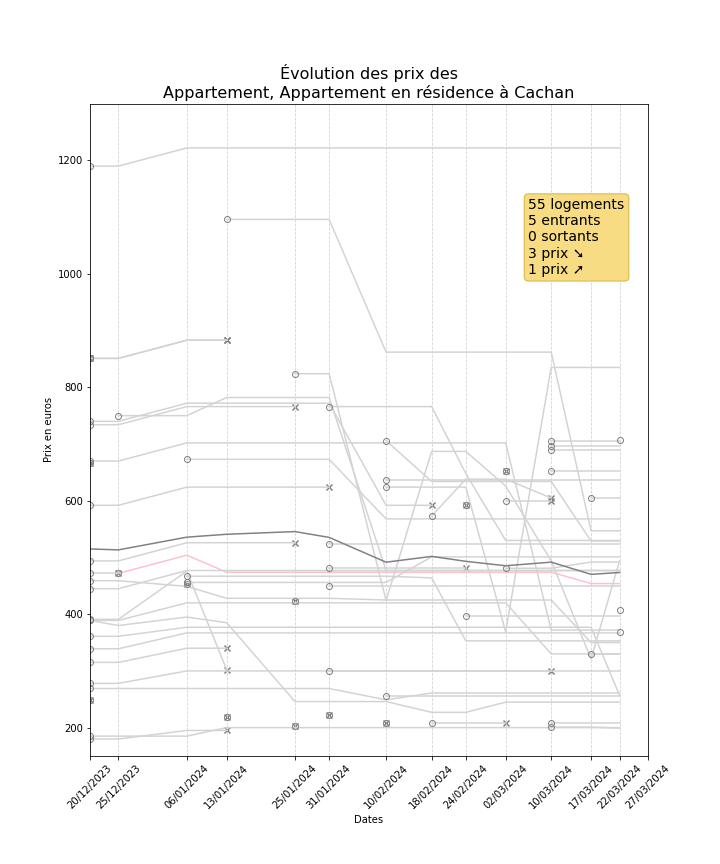 Évolution des prix des
Appartement, Appartement en résidence à Cachan
1200
1000
800
600
400
200
Prix en euros
55 logements
5 entrants
0 sortants
3 prix ➘
1 prix ➚
20/12/2023
25/12/2023
06/01/2024
13/01/2024
25/01/2024
31/01/2024
10/02/2024
18/02/2024
24/02/2024
02/03/2024
10/03/2024
17/03/2024
22/03/2024
27/03/2024
Dates